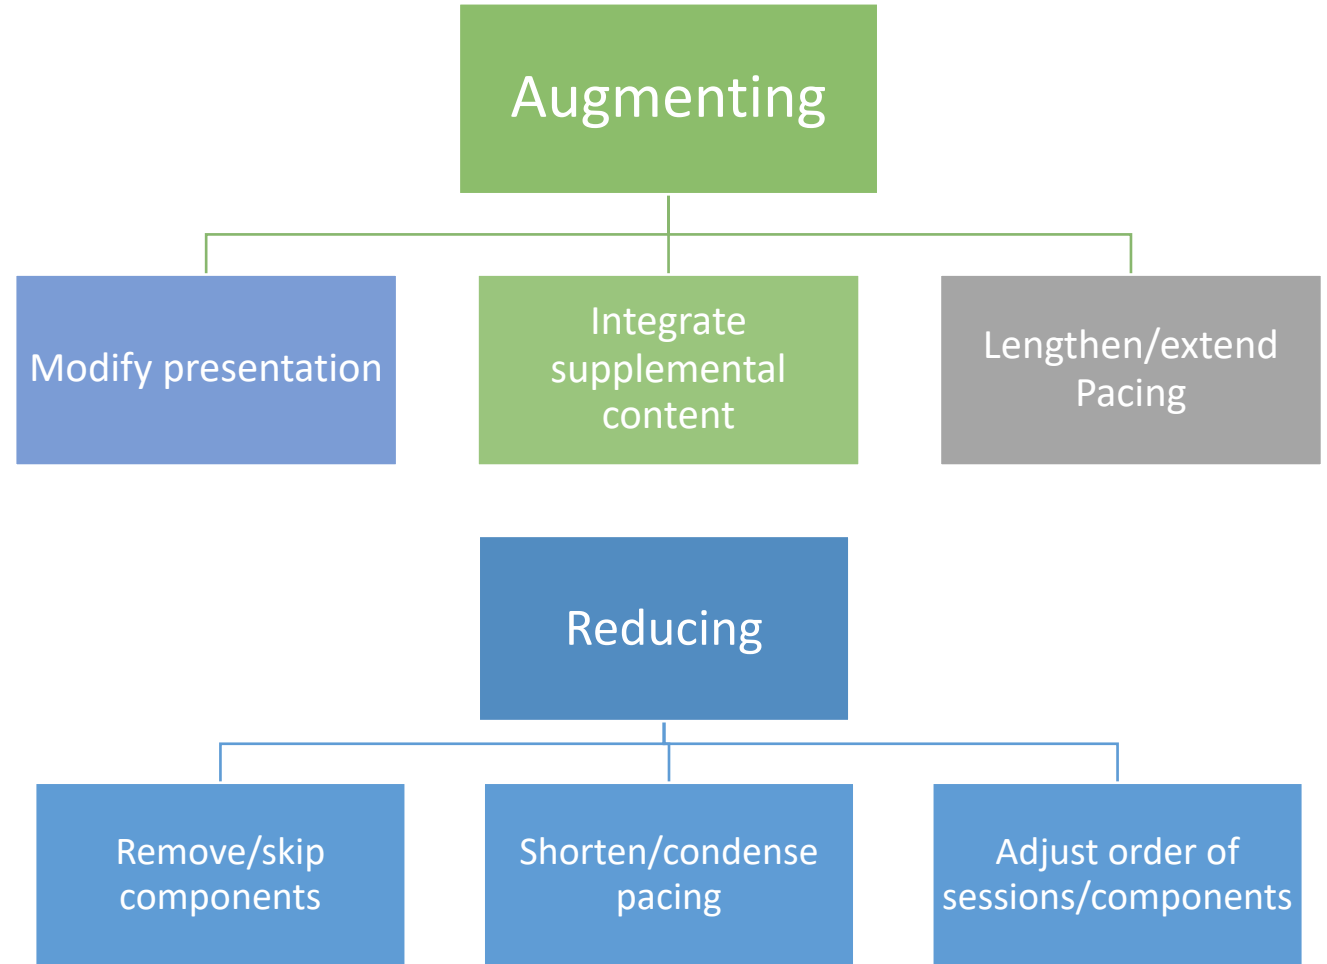 Augmenting
Modify presentation
Integrate
supplemental
content
Lengthen/extend
Pacing
Reducing
Remove/skip
components
Shorten/condense
pacing
Adjust order of
sessions/components